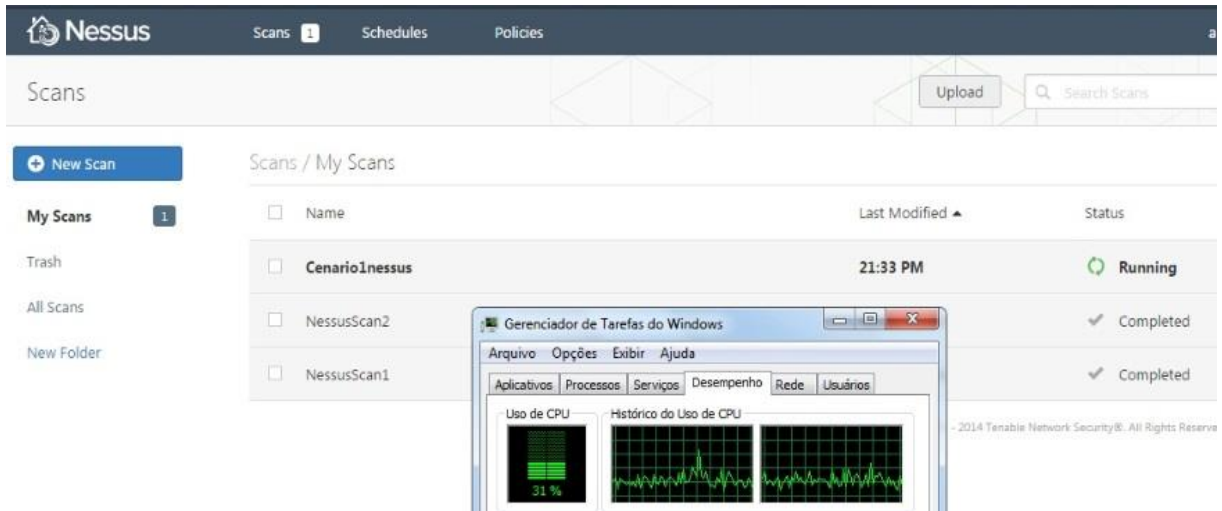 Nessus Scans 1 Schedules Policies a
Scans Upload Search Scans
New Scan Scans / My Scans
My Scans 1 Name Last Modified Status
Trash Cenario1nessus 21:33 PM Running
All Scans NessusScan2 Completed
New Folder NessusScan1 Completed
Gerenciador de Tarefas do Windows
Arquivo Opções Exibir Ajuda
Aplicativos Processos Serviços Desempenho Rede Usuários
Uso de CPU Histórico do Uso de CPU
- 2014 Tenable Network Security®. All Rights Reserve
31 %